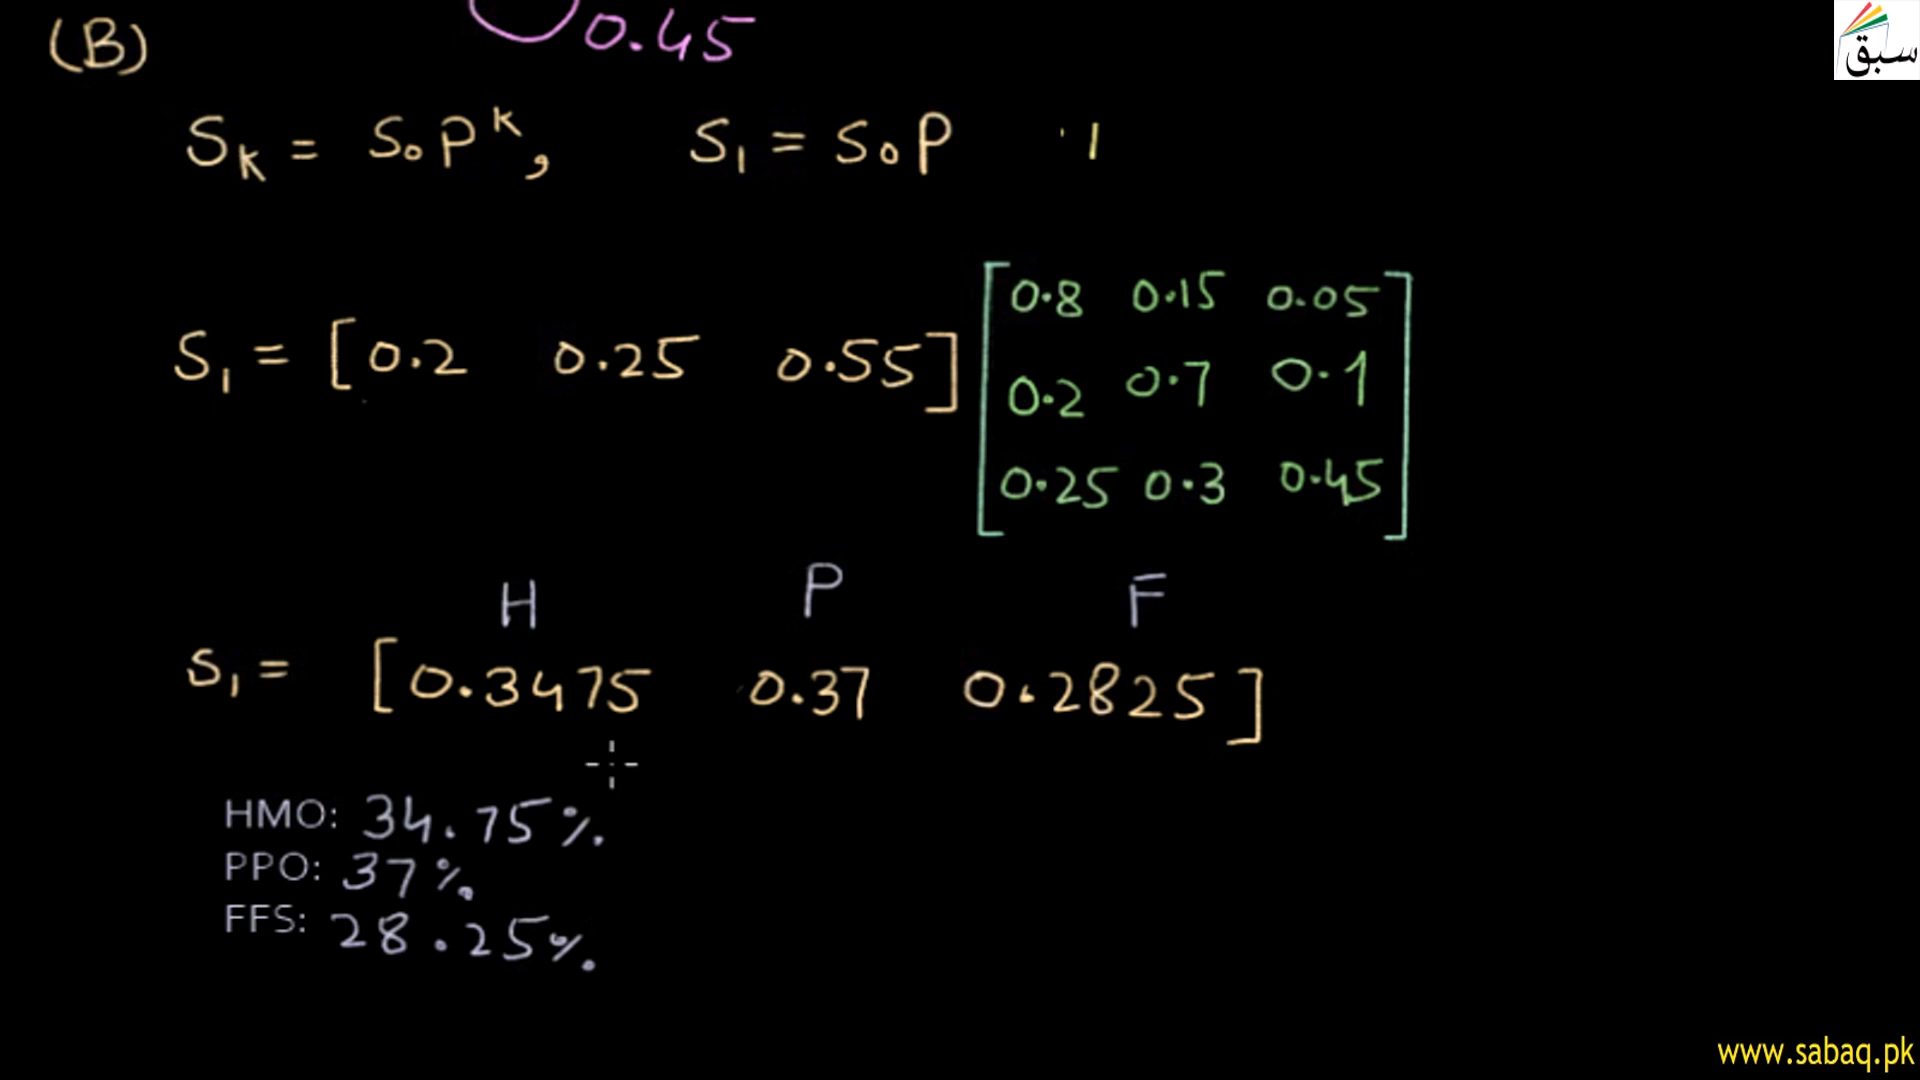 (B)
0.45
سبق
Sₖ = S₀Pᵏ, S₁ = S₀P '1
S₁ = [0.2 0.25 0.55] [0.8 0.15 0.05
0.2 0.7 0.1
0.25 0.3 0.45]
H P F
S₁ = [0.3475 0.37 0.2825]
HMO: 34.75%.
PPO: 37%.
FFS: 28.25%.
www.sabaq.pk